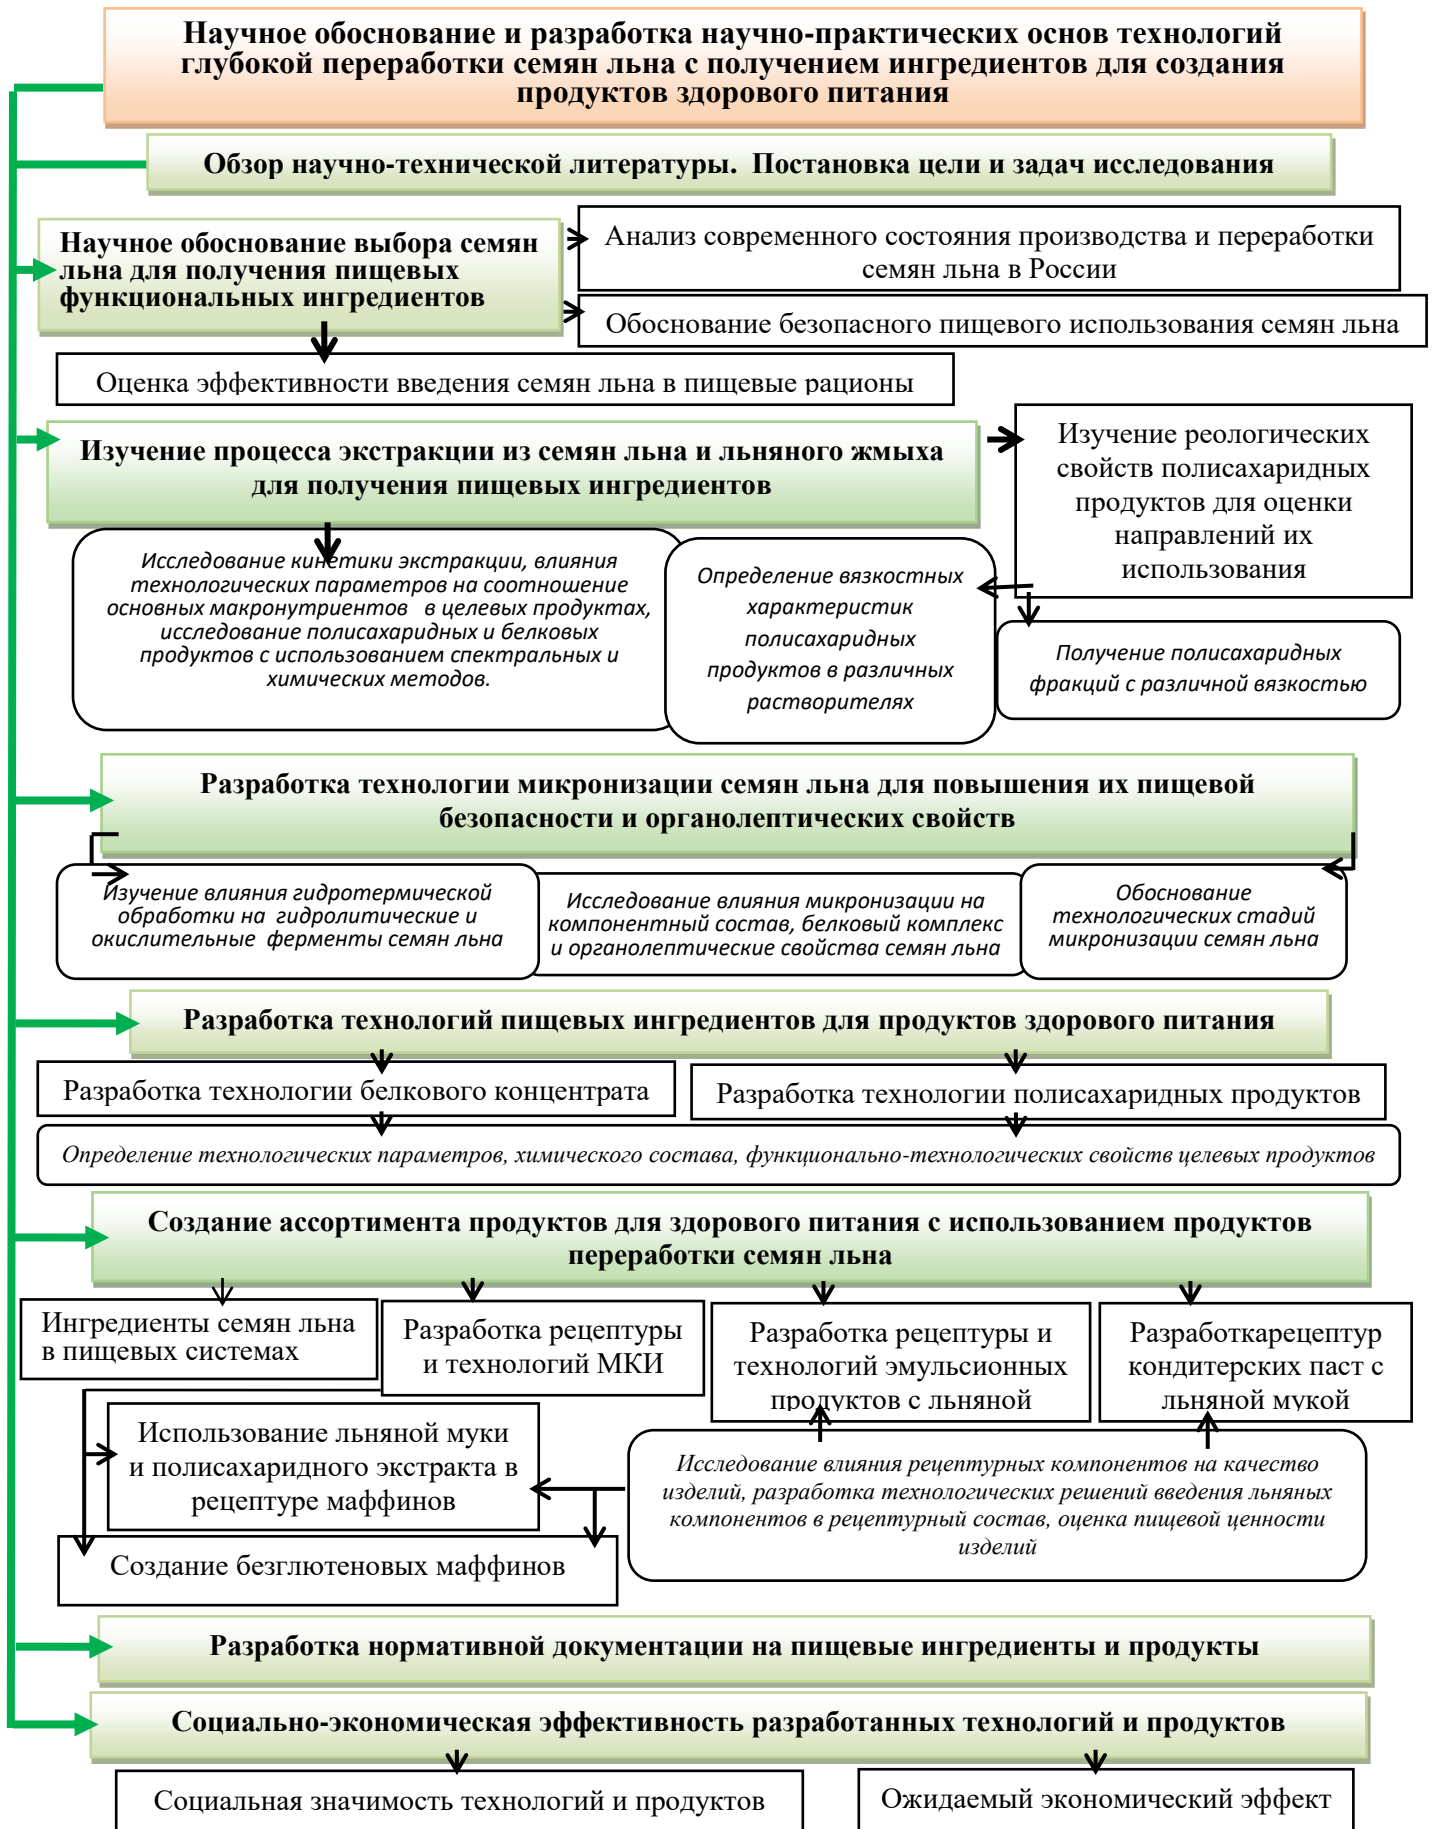 Научное обоснование и разработка научно-практических основ технологий
глубокой переработки семян льна с получением ингредиентов для создания
продуктов здорового питания
Обзор научно-технической литературы. Постановка цели и задач исследования
Научное обоснование выбора семян
льна для получения пищевых
функциональных ингредиентов
Анализ современного состояния производства и переработки
семян льна в России
Обоснование безопасного пищевого использования семян льна
Оценка эффективности введения семян льна в пищевые рационы
Изучение процесса экстракции из семян льна и льняного жмыха
для получения пищевых ингредиентов
Изучение реологических
свойств полисахаридных
продуктов для оценки
направлений их
использования
Исследование кинетики экстракции, влияния
технологических параметров на соотношение
основных макронутриентов в целевых продуктах,
исследование полисахаридных и белковых
продуктов с использованием спектральных и
химических методов.
Определение вязкостных
характеристик
полисахаридных
продуктов в различных
растворителях
Получение полисахаридных
фракций с различной вязкостью
Разработка технологии микронизации семян льна для повышения их пищевой
безопасности и органолептических свойств
Изучение влияния гидротермической
обработки на гидролитические и
окислительные ферменты семян льна
Исследование влияния микронизации на
компонентный состав, белковый комплекс
и органолептические свойства семян льна
Обоснование
технологических стадий
микронизации семян льна
Разработка технологий пищевых ингредиентов для продуктов здорового питания
Разработка технологии белкового концентрата
Разработка технологии полисахаридных продуктов
Определение технологических параметров, химического состава, функционально-технологических свойств целевых продуктов
Создание ассортимента продуктов для здорового питания с использованием продуктов
переработки семян льна
Ингредиенты семян льна
в пищевых системах
Разработка рецептуры
и технологий МКИ
Разработка рецептуры и
технологий эмульсионных
продуктов с льняной
Разработкарецептур
кондитерских паст с
льняной мукой
Использование льняной муки
и полисахаридного экстракта в
рецептуре маффинов
Исследование влияния рецептурных компонентов на качество
изделий, разработка технологических решений введения льняных
компонентов в рецептурный состав, оценка пищевой ценности
изделий
Создание безглютеновых маффинов
Разработка нормативной документации на пищевые ингредиенты и продукты
Социально-экономическая эффективность разработанных технологий и продуктов
Социальная значимость технологий и продуктов
Ожидаемый экономический эффект